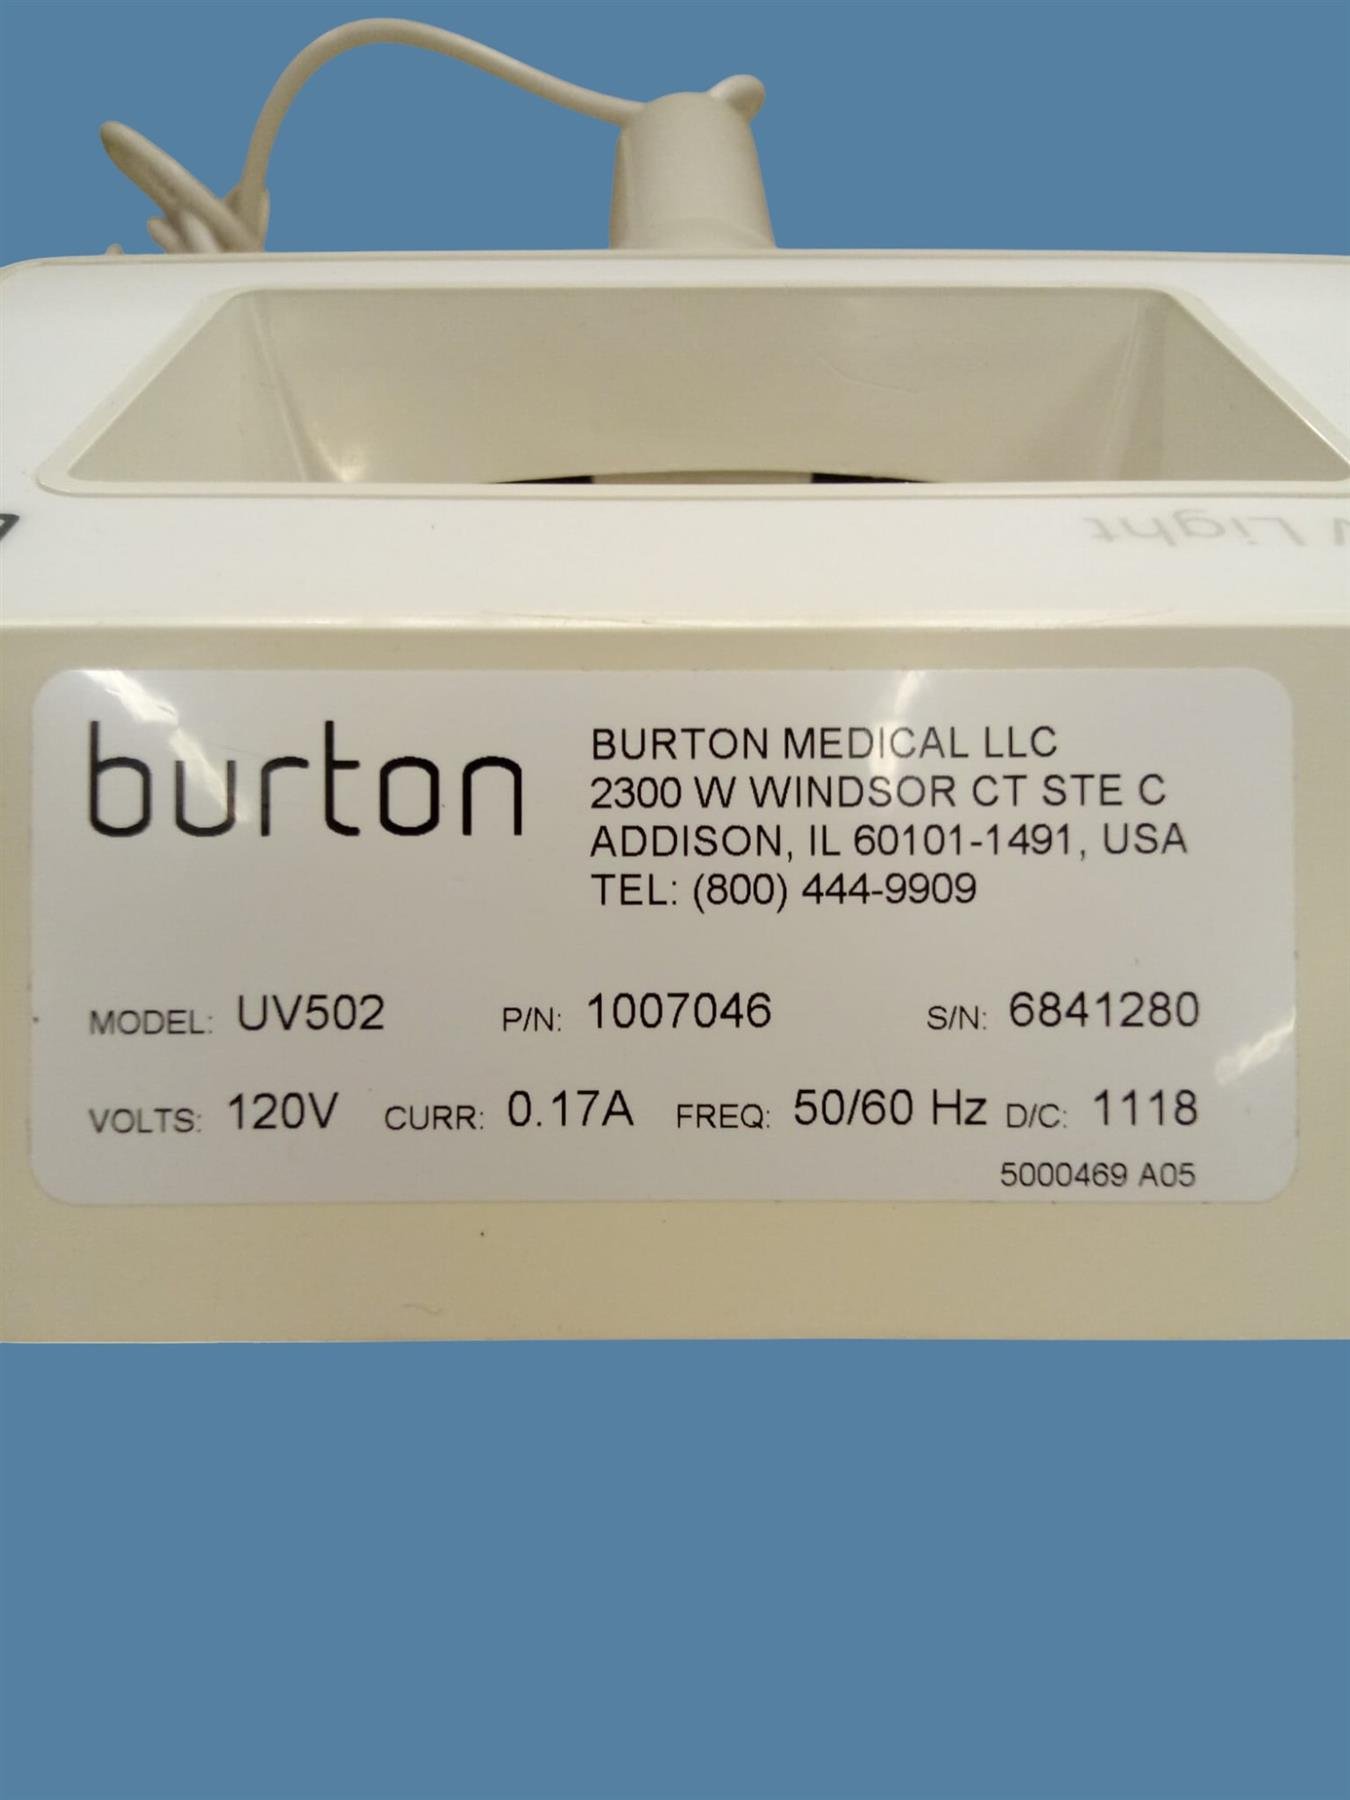 Light
burton
BURTON MEDICAL LLC
2300 W WINDSOR CT STE C
ADDISON, IL 60101-1491, USA
TEL: (800) 444-9909
MODEL: UV502 P/N: 1007046 S/N: 6841280
VOLTS: 120V CURR: 0.17A FREQ: 50/60 Hz D/C: 1118
5000469 A05